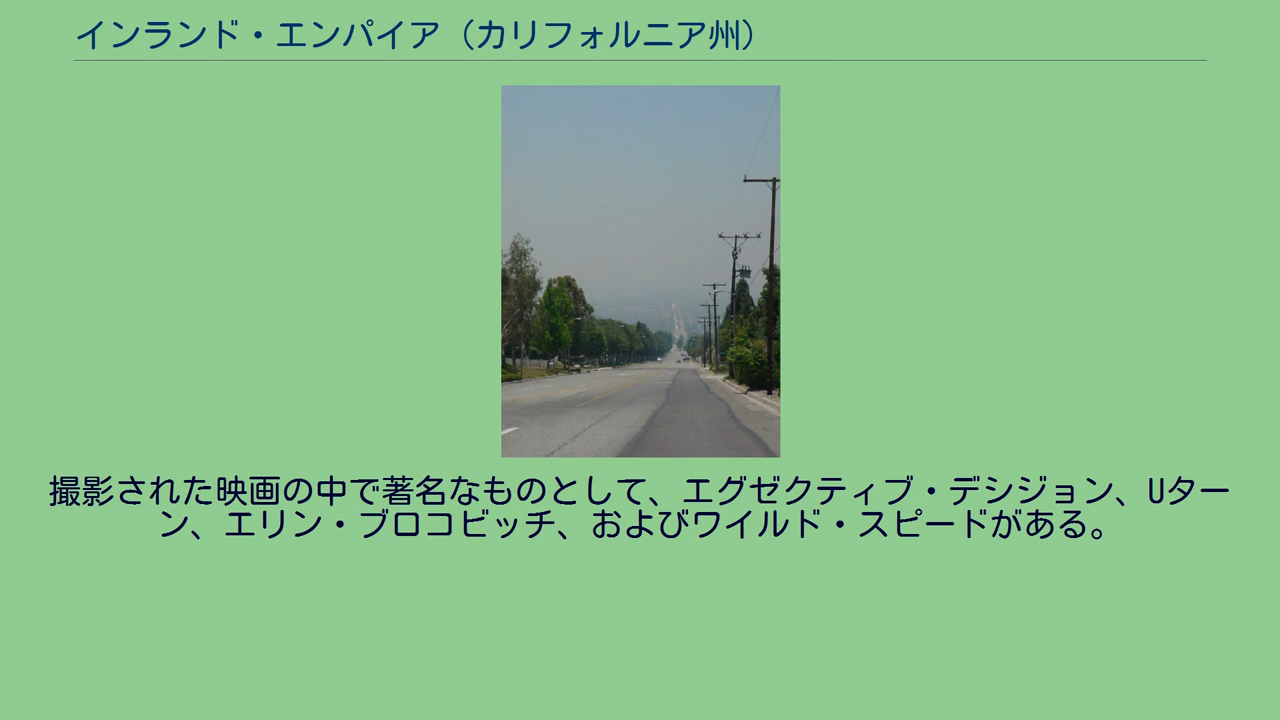 インランド・エンパイア（カリフォルニア州）
撮影された映画の中で著名なものとして、エグゼクティブ・デシジョン、Uター
ン、エリン・ブロコビッチ、およびワイルド・スピードがある。